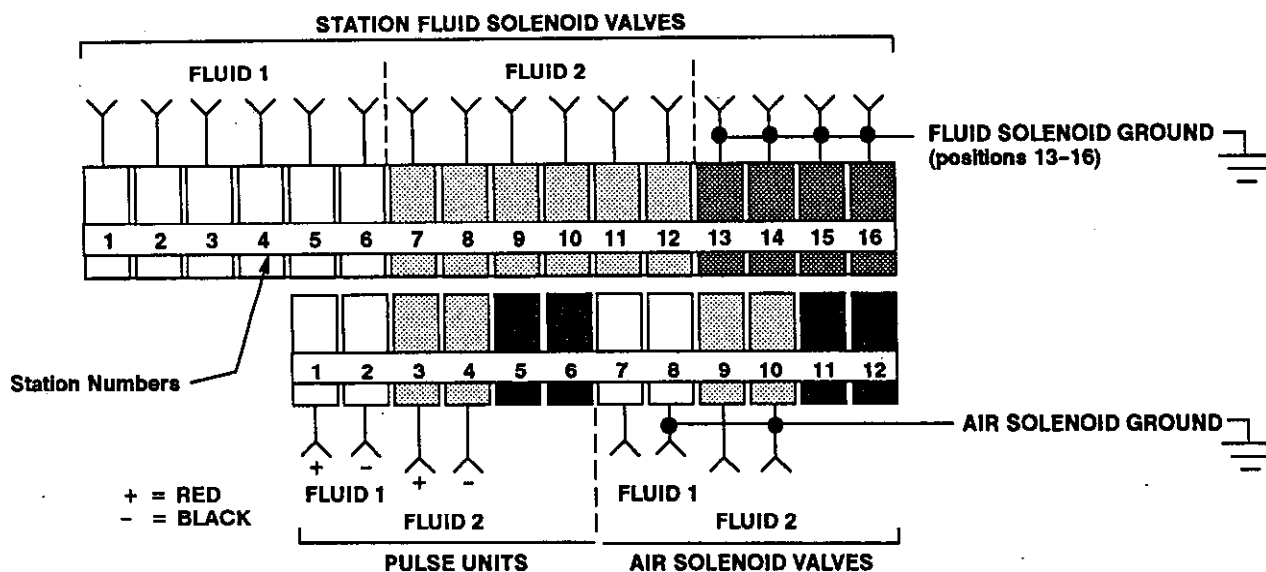 STATION FLUID SOLENOID VALVES
FLUID 1
FLUID 2
FLUID SOLENOID GROUND
(positions 13–16)
1 2 3 4 5 6 7 8 9 10 11 12 13 14 15 16
Station Numbers
1 2 3 4 5 6 7 8 9 10 11 12
AIR SOLENOID GROUND
+ - + -
+ = RED
- = BLACK
FLUID 1
FLUID 1
FLUID 2
FLUID 2
PULSE UNITS
AIR SOLENOID VALVES